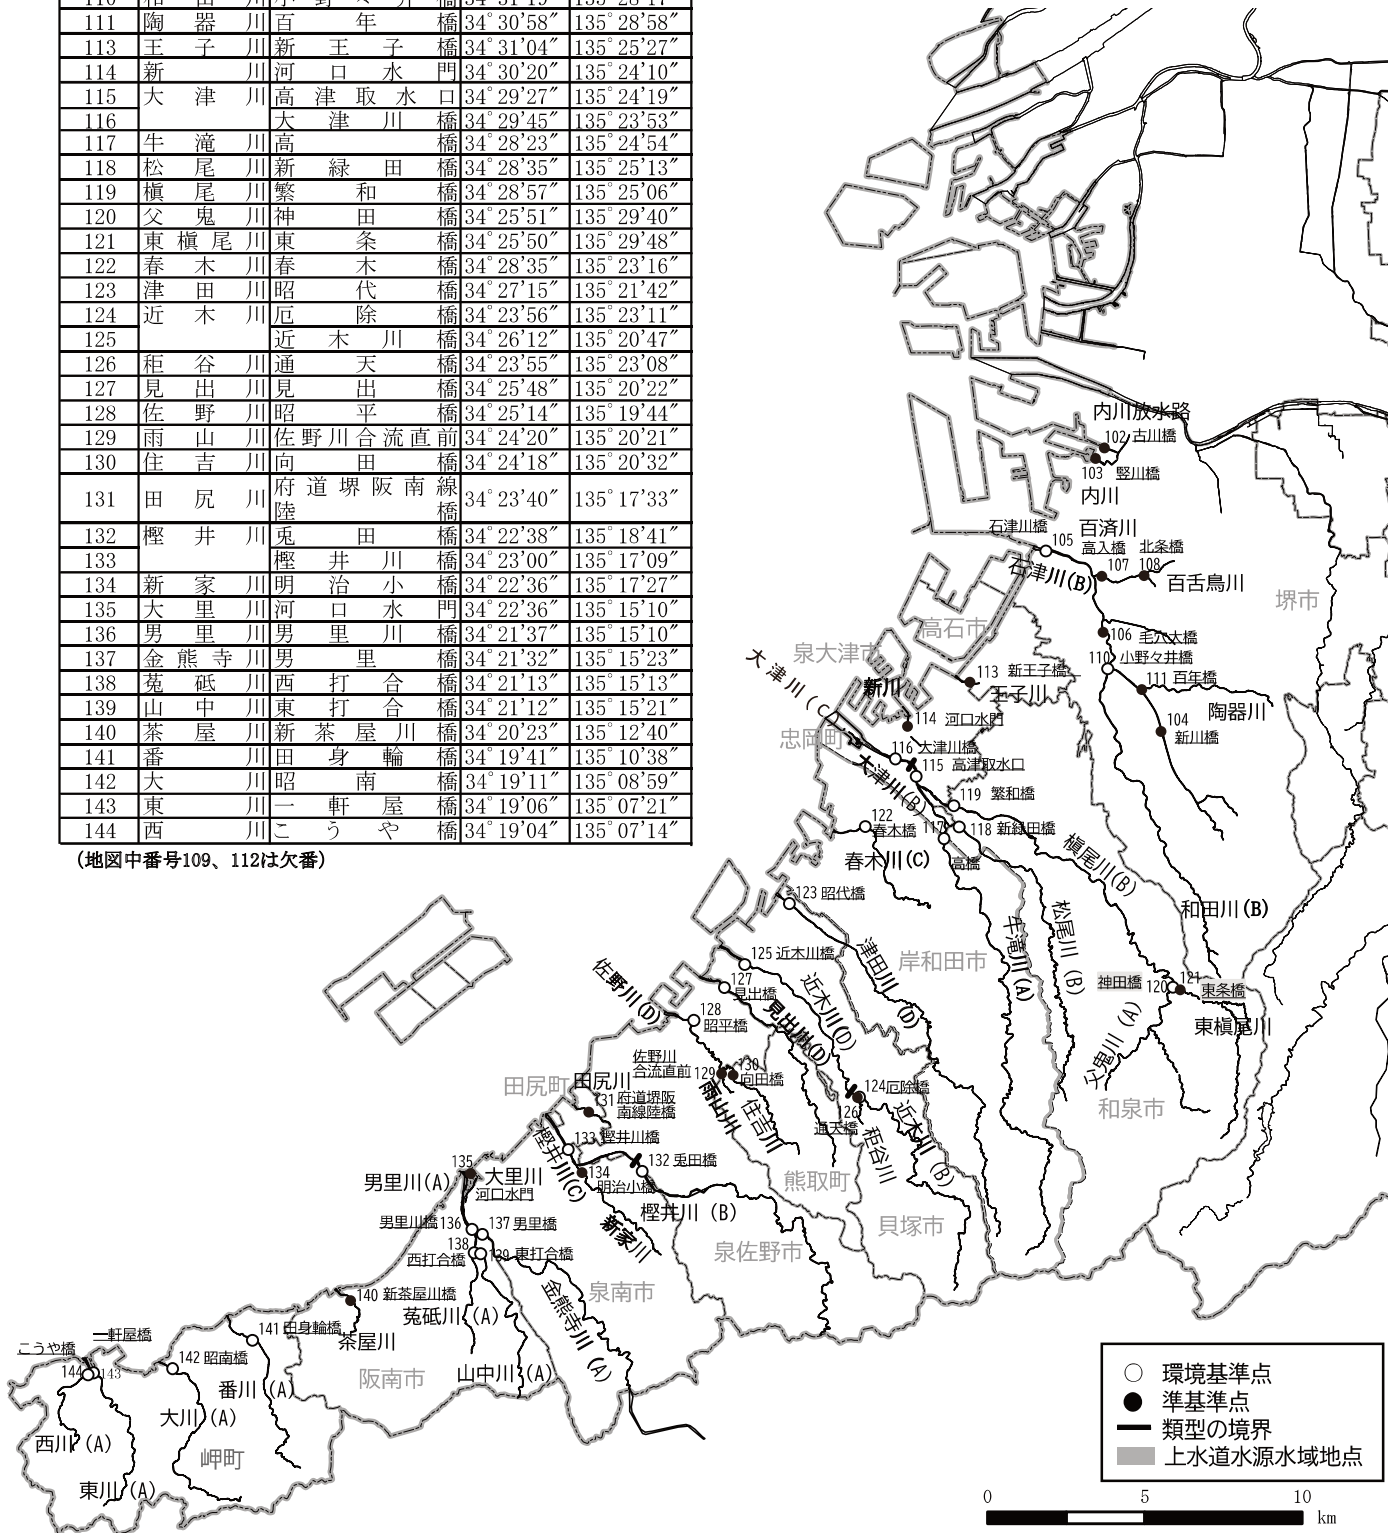 111 陶器川 百年橋 34°30'58″ 135°28'58″
113 王子川 新王子橋 34°31'04″ 135°25'27″
114 新川 河口水門 34°30'20″ 135°24'10″
115 大津川 高津取水口 34°29'27″ 135°24'19″
116 大津川橋 34°29'45″ 135°23'53″
117 牛滝川 高橋 34°28'23″ 135°24'54″
118 松尾川 新緑田橋 34°28'35″ 135°25'13″
119 槇尾川 繁和橋 34°28'57″ 135°25'06″
120 父鬼川 神田橋 34°25'51″ 135°29'40″
121 東槇尾川 東条橋 34°25'50″ 135°29'48″
122 春木川 春木橋 34°28'35″ 135°23'16″
123 津田川 昭代橋 34°27'15″ 135°21'42″
124 近木川 厄除橋 34°23'56″ 135°23'11″
125 近木川橋 34°26'12″ 135°20'47″
126 秬谷川 通天橋 34°23'55″ 135°23'08″
127 見出川 見出橋 34°25'48″ 135°20'22″
128 佐野川 昭平橋 34°25'14″ 135°19'44″
129 雨山川 佐野川合流直前 34°24'20″ 135°20'21″
130 住吉川 向田橋 34°24'18″ 135°20'32″
131 田尻川 府道堺阪南線陸橋 34°23'40″ 135°17'33″
132 樫井川 兎田橋 34°22'38″ 135°18'41″
133 樫井川橋 34°23'00″ 135°17'09″
134 新家川 明治小橋 34°22'36″ 135°17'27″
135 大里川 河口水門 34°22'36″ 135°15'10″
136 男里川 男里川橋 34°21'37″ 135°15'10″
137 金熊寺川 男里橋 34°21'32″ 135°15'23″
138 菟砥川 西打合橋 34°21'13″ 135°15'13″
139 山中川 東打合橋 34°21'12″ 135°15'21″
140 茶屋川 新茶屋川橋 34°20'23″ 135°12'40″
141 番川 田身輪橋 34°19'41″ 135°10'38″
142 大川 昭南橋 34°19'11″ 135°08'59″
143 東川 一軒屋橋 34°19'06″ 135°07'21″
144 西川 こうや橋 34°19'04″ 135°07'14″
(地図中番号109、112は欠番)
内川放水路
102 古川橋
103 竪川橋
内川
石津川橋
105
百済川
高入橋
北条橋
107
108
石津川(B)
百舌鳥川
堺市
高石市
106 毛穴大橋
110 小野々井橋
111 百年橋
陶器川
104
新川橋
泉大津市
113 新王子橋
王子川
新川
114 河口水門
大津川(C)
忠岡町
116 大津川橋
115 高津取水口
大津川(B)
119 繁和橋
122
春木橋
117
118 新緑田橋
高橋
春木川(C)
槇尾川(B)
123 昭代橋
和田川(B)
松尾川(B)
牛滝川(A)
津田川(D)
岸和田市
125 近木川橋
127
見出橋
近木川(D)
見出川(D)
佐野川(D)
128
昭平橋
神田橋
120
121
東条橋
東槇尾川
父鬼川(A)
和泉市
佐野川
合流直前 129
130
向田橋
雨山川
住吉川
124 厄除橋
126
通天橋
秬谷川
近木川(B)
田尻町
田尻川
131 府道堺阪
南線陸橋
133 樫井川橋
樫井川(C)
134
明治小橋
132 兎田橋
樫井川(B)
熊取町
貝塚市
泉佐野市
新家川
泉南市
135
大里川
河口水門
男里川(A)
男里川橋 136
137 男里橋
138
西打合橋
139 東打合橋
金熊寺川(A)
菟砥川(A)
山中川(A)
140 新茶屋川橋
茶屋川
阪南市
141 田身輪橋
番川(A)
142 昭南橋
大川(A)
岬町
一軒屋橋
こうや橋
144
143
西川(A)
東川(A)
環境基準点
準基準点
類型の境界
上水道水源水域地点
0 5 10
km